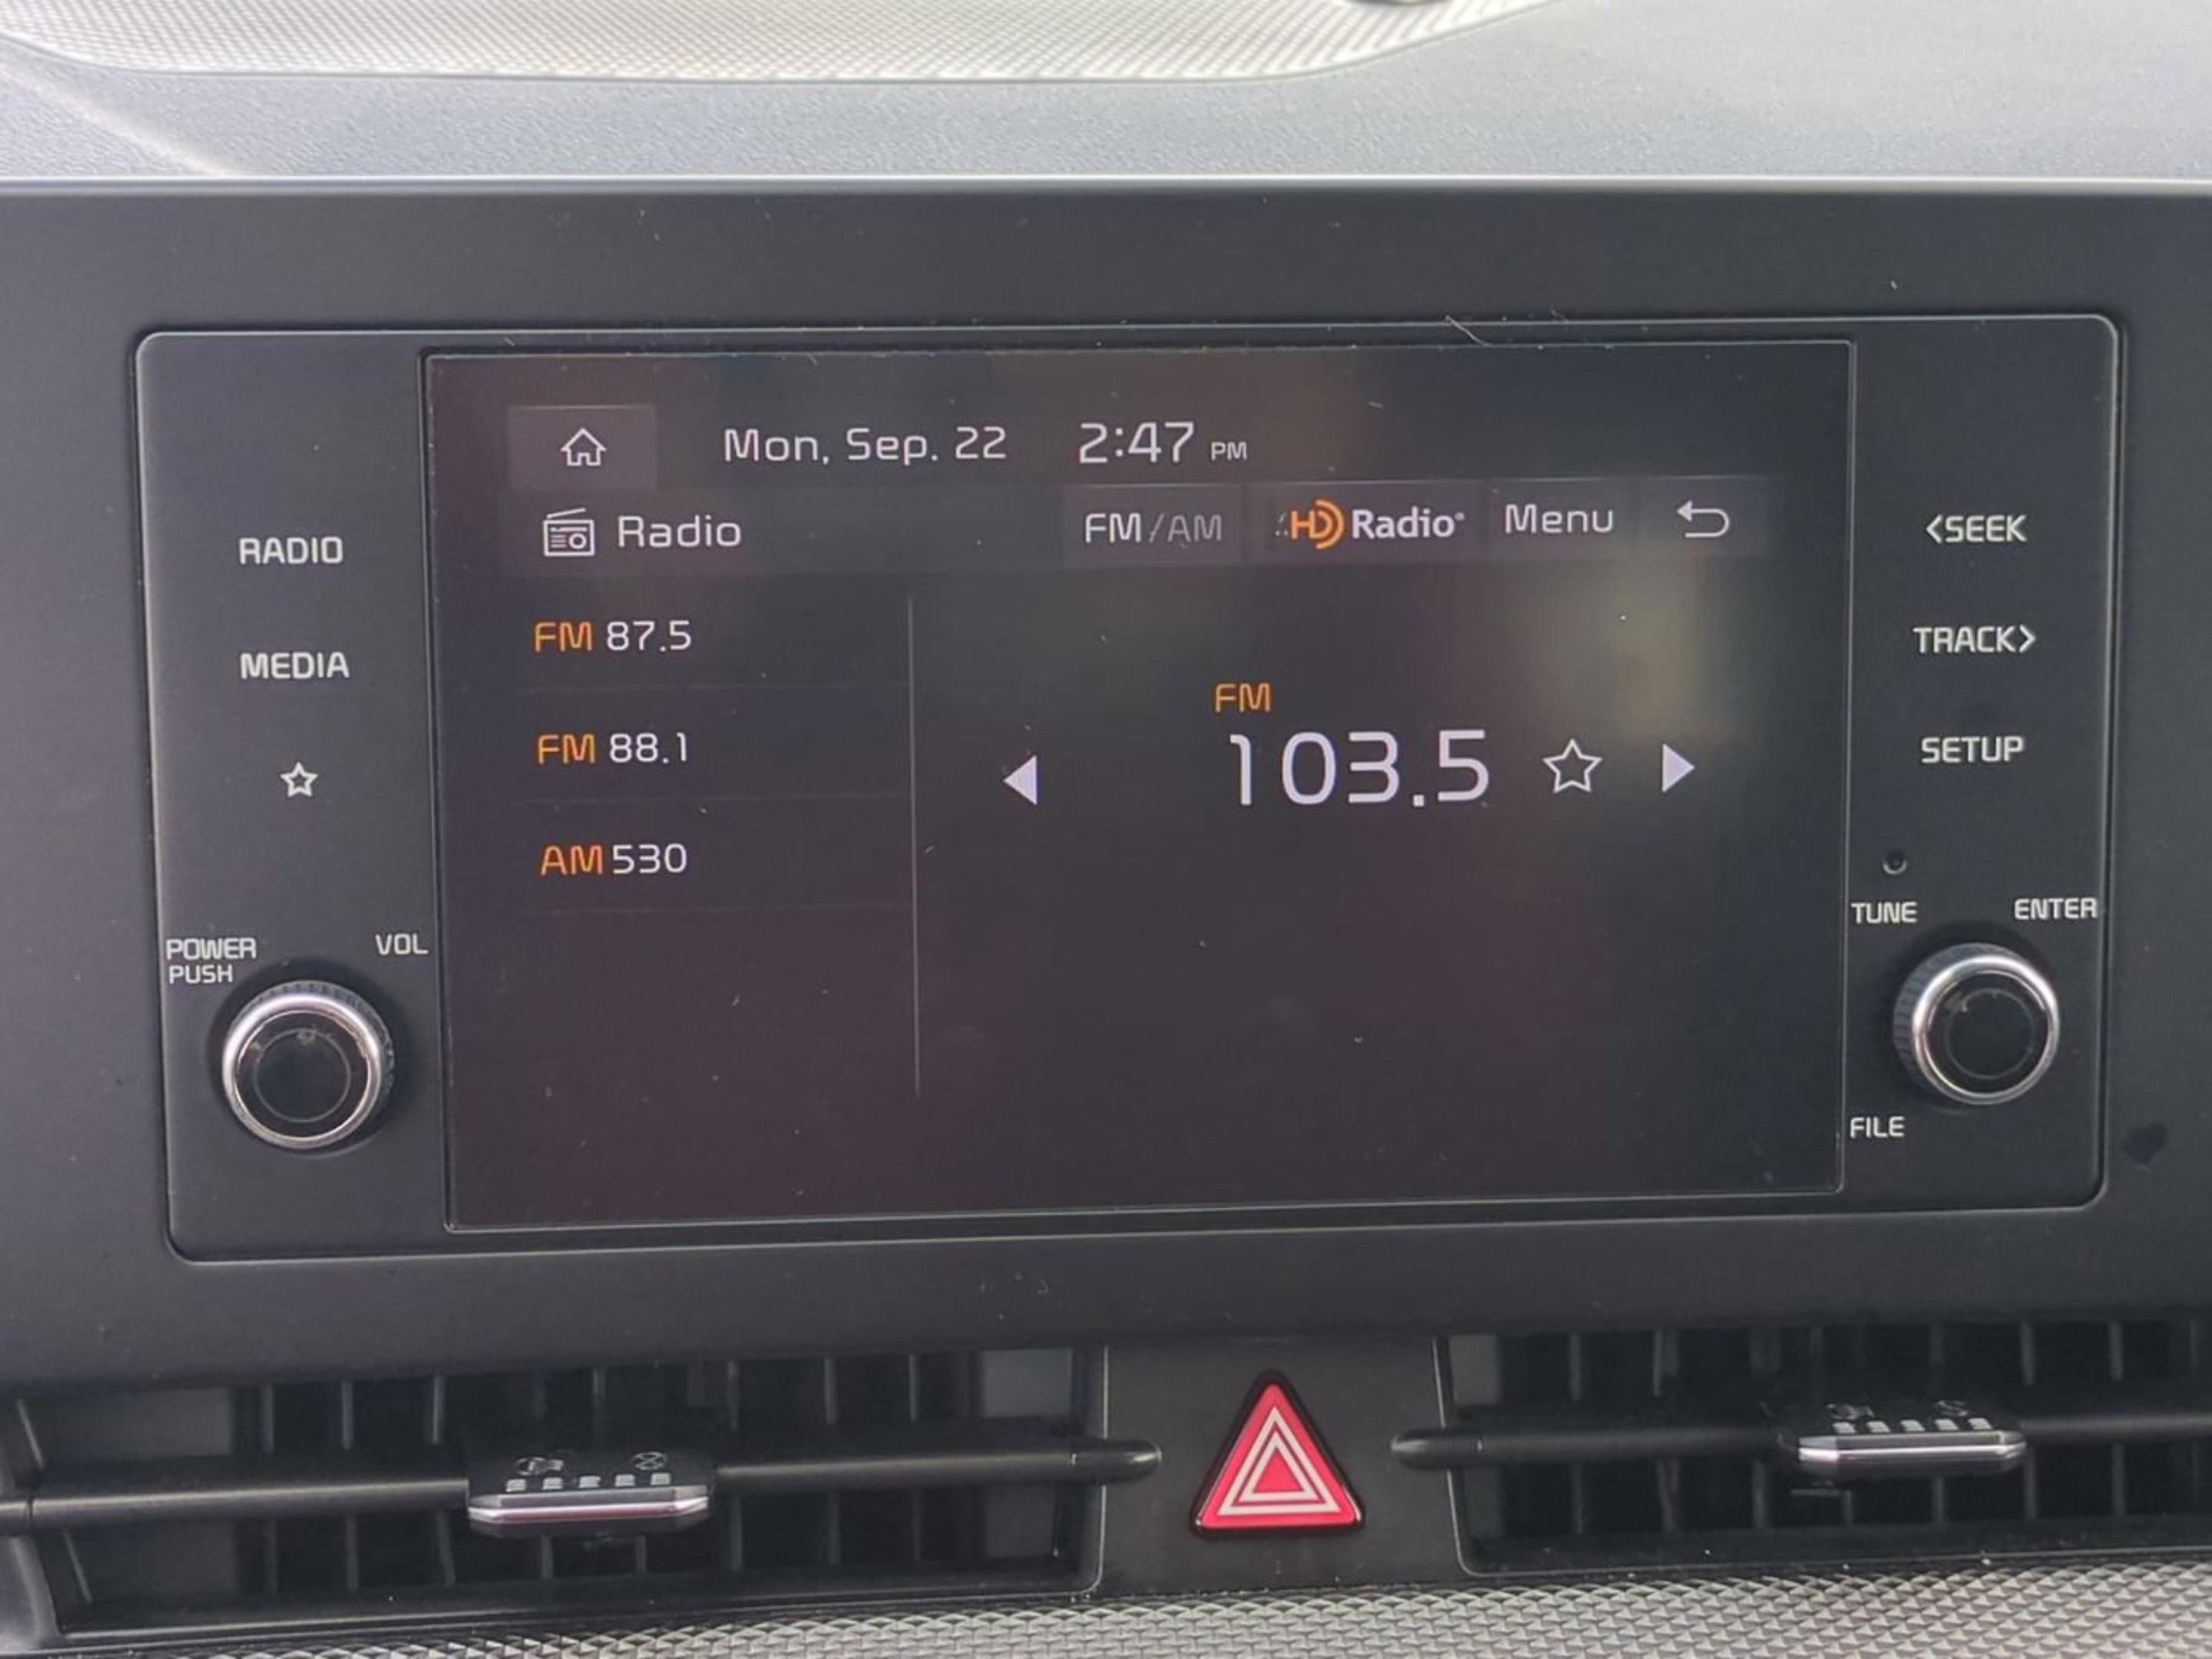 Mon, Sep. 22 2:47 PM
Radio FM/AM HD Radio® Menu
FM 87.5
FM 88.1
AM 530
FM
103.5
RADIO
MEDIA
POWER
PUSH
VOL
<SEEK
TRACK>
SETUP
TUNE
ENTER
FILE